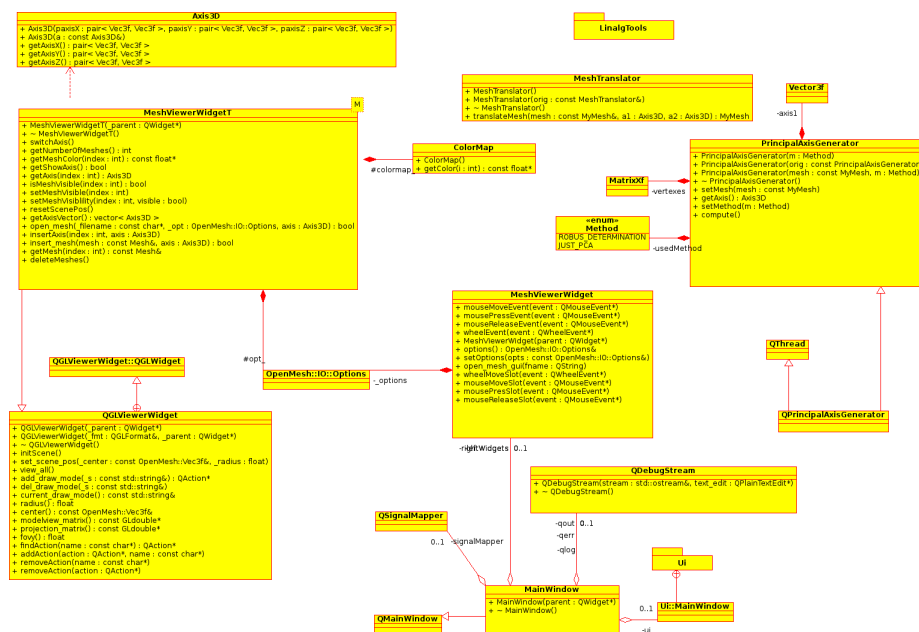 Axis3D
+ Axis3D(paxisX : pair< Vec3f, Vec3f >, paxisY : pair< Vec3f, Vec3f >, paxisZ : pair< Vec3f, Vec3f >)
+ Axis3D(a : const Axis3D&)
+ getAxisX() : pair< Vec3f, Vec3f >
+ getAxisY() : pair< Vec3f, Vec3f >
+ getAxisZ() : pair< Vec3f, Vec3f >
LinalgTools
MeshTranslator
+ MeshTranslator()
+ MeshTranslator(orig : const MeshTranslator&)
+ ~ MeshTranslator()
+ translateMesh(mesh : const MyMesh&, a1 : Axis3D, a2 : Axis3D) : MyMesh
Vector3f
-axis1
M
MeshViewerWidgetT
+ MeshViewerWidgetT(_parent : QWidget*)
+ ~ MeshViewerWidgetT()
+ switchAxis()
+ getNumberOfMeshes() : int
+ getMeshColor(index : int) : const float*
+ getShowAxis() : bool
+ getAxis(index : int) : Axis3D
+ isMeshVisible(index : int) : bool
+ setMeshVisible(index : int)
+ setMeshVisiblility(index : int, visible : bool)
+ resetScenePos()
+ getAxisVector() : vector< Axis3D >
+ open_mesh(_filename : const char*, _opt : OpenMesh::IO::Options, axis : Axis3D) : bool
+ insertAxis(index : int, axis : Axis3D)
+ insert_mesh(mesh : const Mesh&, axis : Axis3D) : bool
+ getMesh(index : int) : const Mesh&
+ deleteMeshes()
ColorMap
+ ColorMap()
+ getColor(i : int) : const float*
#colormap_
PrincipalAxisGenerator
+ PrincipalAxisGenerator(m : Method)
+ PrincipalAxisGenerator(orig : const PrincipalAxisGenerator
+ PrincipalAxisGenerator(mesh : const MyMesh, m : Method)
+ ~ PrincipalAxisGenerator()
+ setMesh(mesh : const MyMesh)
+ getAxis() : Axis3D
+ setMethod(m : Method)
+ compute()
MatrixXf
-vertexes
«enum»
Method
ROBUS_DETERMINATION
JUST_PCA
-usedMethod
MeshViewerWidget
+ mouseMoveEvent(event : QMouseEvent*)
+ mousePressEvent(event : QMouseEvent*)
+ mouseReleaseEvent(event : QMouseEvent*)
+ wheelEvent(event : QWheelEvent*)
+ MeshViewerWidget(parent : QWidget*)
+ options() : OpenMesh::IO::Options&
+ setOptions(opts : const OpenMesh::IO::Options&)
+ open_mesh_gui(fname : QString)
+ wheelMoveSlot(event : QWheelEvent*)
+ mouseMoveSlot(event : QMouseEvent*)
+ mousePresSlot(event : QMouseEvent*)
+ mouseReleaseSlot(event : QMouseEvent*)
#opt_
OpenMesh::IO::Options
-_options
QGLViewerWidget::QGLWidget
QThread
QPrincipalAxisGenerator
QGLViewerWidget
+ QGLViewerWidget(_parent : QWidget*)
+ QGLViewerWidget(_fmt : QGLFormat&, _parent : QWidget*)
+ ~ QGLViewerWidget()
+ initScene()
+ set_scene_pos(_center : const OpenMesh::Vec3f&, _radius : float)
+ view_all()
+ add_draw_mode(_s : const std::string&) : QAction*
+ del_draw_mode(_s : const std::string&)
+ current_draw_mode() : const std::string&
+ radius() : float
+ center() : const OpenMesh::Vec3f&
+ modelview_matrix() : const GLdouble*
+ projection_matrix() : const GLdouble*
+ fovy() : float
+ findAction(name : const char*) : QAction*
+ addAction(action : QAction*, name : const char*)
+ removeAction(name : const char*)
+ removeAction(action : QAction*)
0..1
QDebugStream
+ QDebugStream(stream : std::ostream&, text_edit : QPlainTextEdit*)
+ ~ QDebugStream()
-qout 0..1
-qerr
-qlog
QSignalMapper
0..1 -signalMapper
Ui
MainWindow
+ MainWindow(parent : QWidget*)
+ ~ MainWindow()
QMainWindow
0..1
Ui::MainWindow
-ui